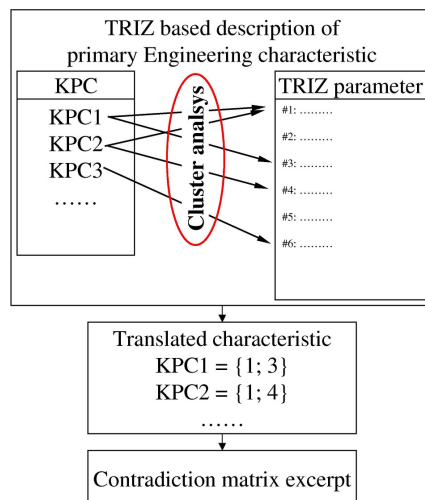 TRIZ based description of
primary Engineering characteristic
KPC
KPC1
KPC2
KPC3
……
Cluster analsys
TRIZ parameter
#1: ………
#2: ………
#3: ………
#4: ………
#5: ………
#6: ………
Translated characteristic
KPC1 = {1; 3}
KPC2 = {1; 4}
……
Contradiction matrix excerpt